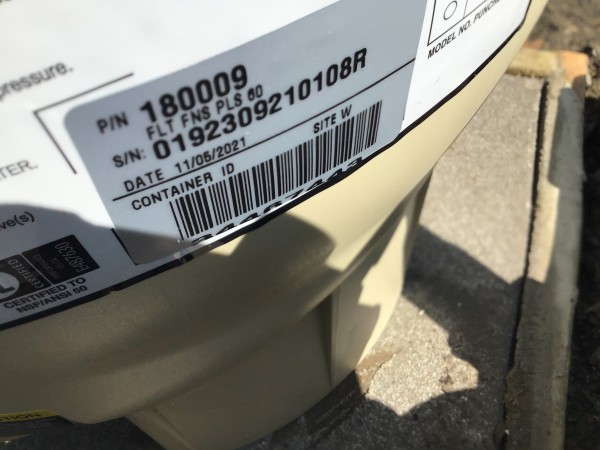 pressure.
P/N 180009
FLT FNS PLS 60
S/N: 0192309210108R
DATE 11/05/2021 SITE W
CONTAINER ID
MODEL NO.
CERTIFIED
CERTIFIED TO
NSF/ANSI 50